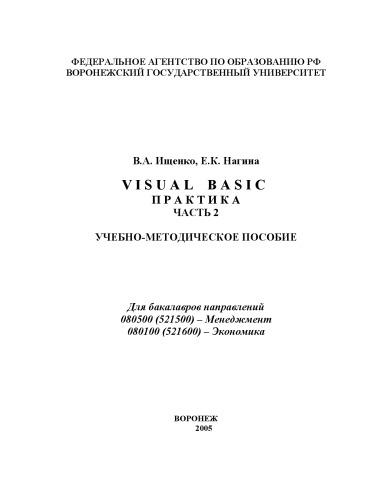 ФЕДЕРАЛЬНОЕ АГЕНТСТВО ПО ОБРАЗОВАНИЮ РФ
ВОРОНЕЖСКИЙ ГОСУДАРСТВЕННЫЙ УНИВЕРСИТЕТ
В.А. Ищенко, Е.К. Нагина
VISUAL BASIC
ПРАКТИКА
ЧАСТЬ 2
УЧЕБНО-МЕТОДИЧЕСКОЕ ПОСОБИЕ
Для бакалавров направлений
080500 (521500) – Менеджмент
080100 (521600) – Экономика
ВОРОНЕЖ
2005